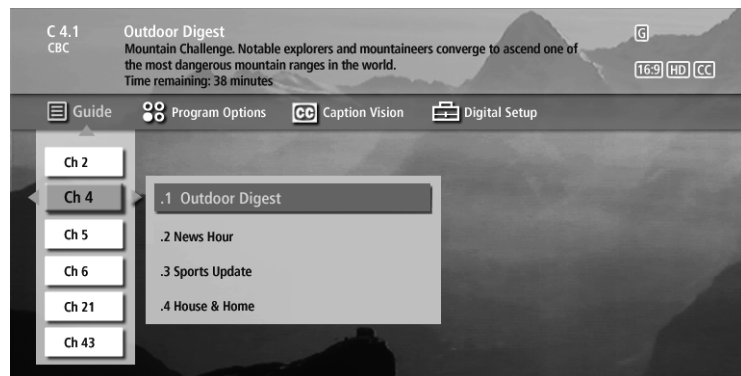 C 4.1 Outdoor Digest
CBC
Mountain Challenge. Notable explorers and mountaineers converge to ascend one of
the most dangerous mountain ranges in the world.
Time remaining: 38 minutes
G
16:9 HD CC
Guide Program Options CC Caption Vision Digital Setup
Ch 2
Ch 4
Ch 5
Ch 6
Ch 21
Ch 43
.1 Outdoor Digest
.2 News Hour
.3 Sports Update
.4 House & Home